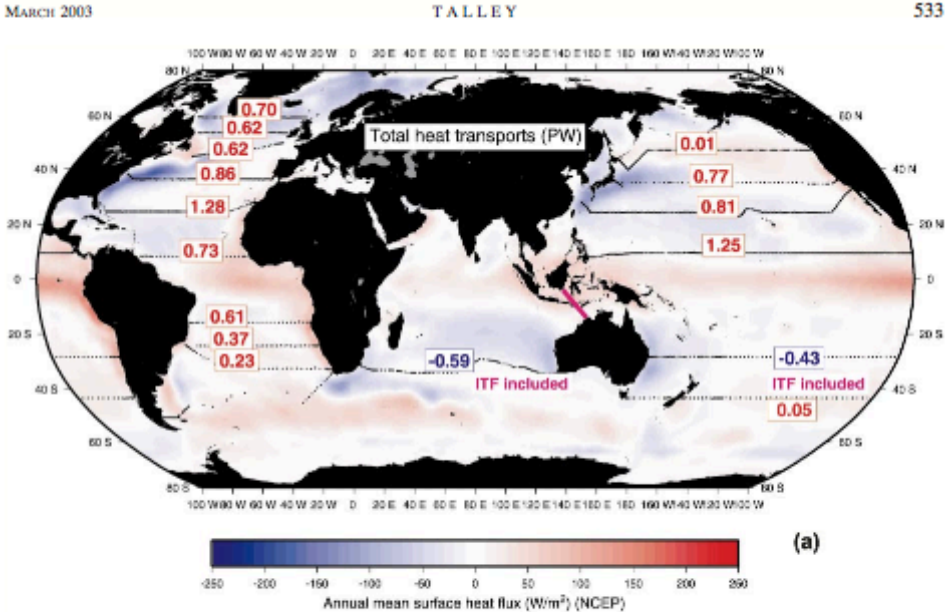 MARCH 2003 TALLEY 533
100 W 80 W 60 W 40 W 20 W 0 20 E 40 E 60 E 80 E 100 E 120 E 140 E 160 E 180 160 W 140 W 120 W 100 W
80 N 80 N
60 N 0.70 60 N
0.62 Total heat transports (PW)
0.62 0.01
40 N 0.86 0.77 40 N
1.28 0.81
20 N 20 N
0.73 1.25
0 0
0.61
20 S 0.37 20 S
0.23 -0.59 -0.43
40 S ITF included ITF included 40 S
0.05
60 S 60 S
80 S 80 S
100 W 80 W 60 W 40 W 20 W 0 20 E 40 E 60 E 80 E 100 E 120 E 140 E 160 E 180 160 W 140 W 120 W 100 W
(a)
-250 -200 -150 -100 -50 0 50 100 150 200 250
Annual mean surface heat flux (W/m²) (NCEP)